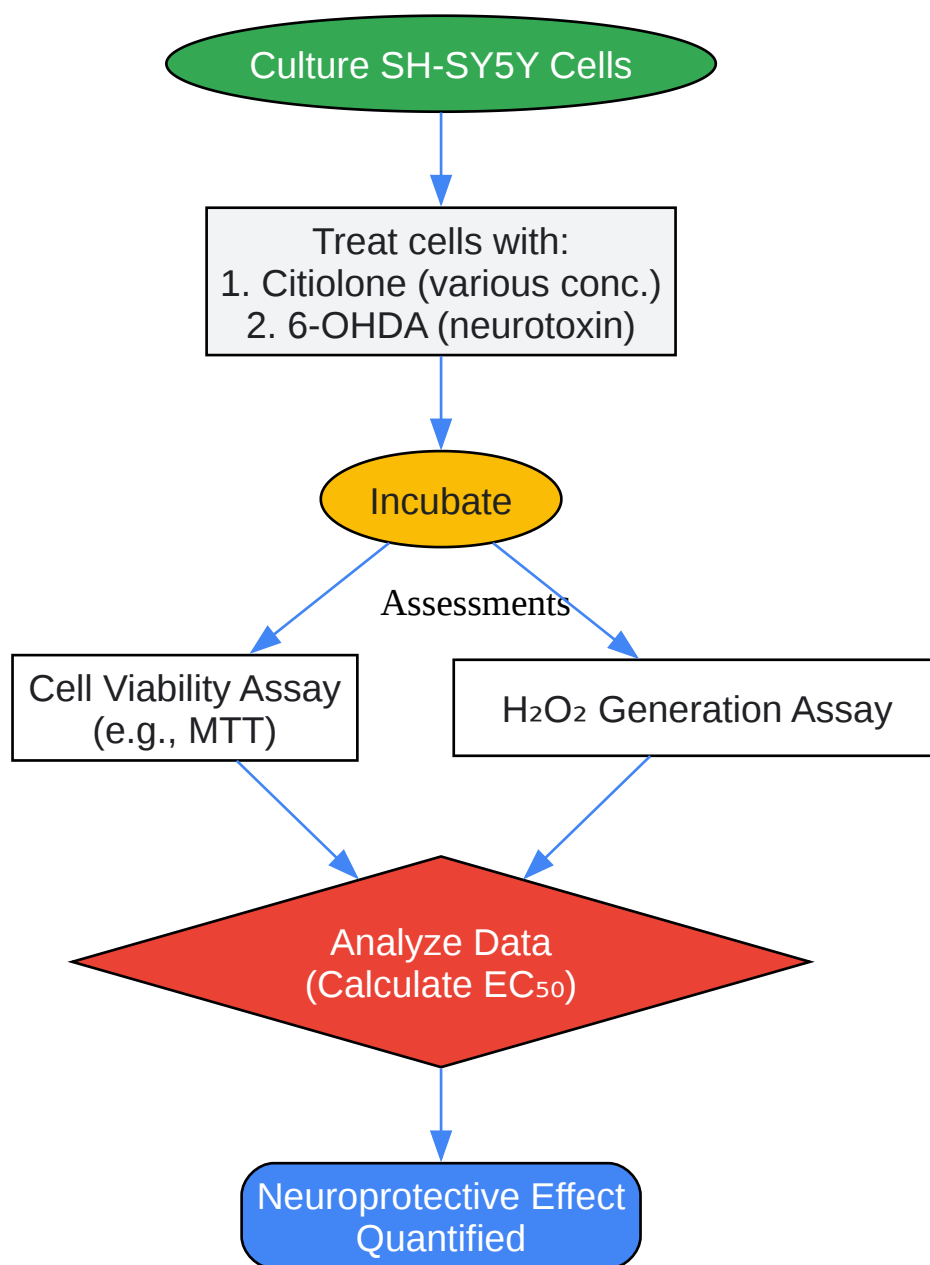 Culture SH-SY5Y Cells
Treat cells with:
1. Citiolone (various conc.)
2. 6-OHDA (neurotoxin)
Incubate
Assessments
Cell Viability Assay
(e.g., MTT)
H₂O₂ Generation Assay
Analyze Data
(Calculate EC₅₀)
Neuroprotective Effect
Quantified